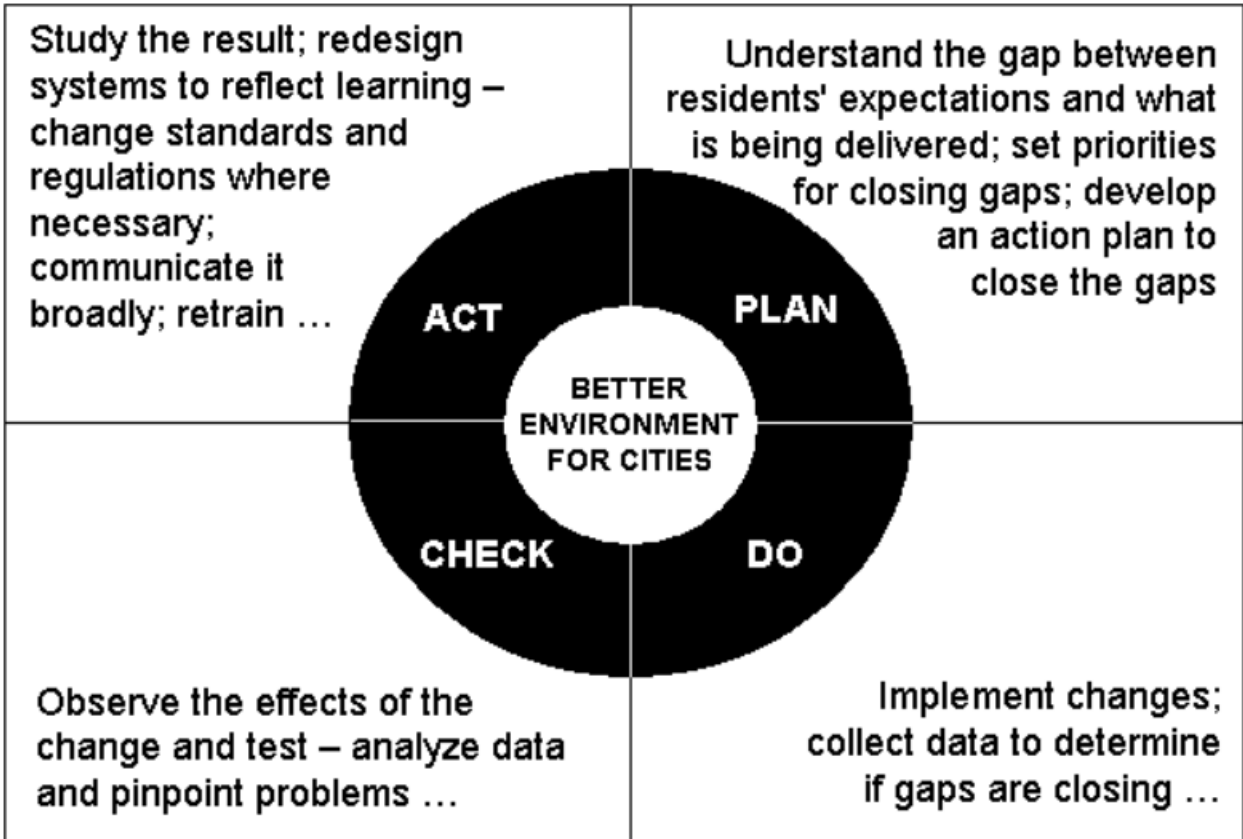 Study the result; redesign
systems to reflect learning –
change standards and
regulations where
necessary;
communicate it
broadly; retrain …
Understand the gap between
residents' expectations and what
is being delivered; set priorities
for closing gaps; develop
an action plan to
close the gaps
ACT
PLAN
BETTER
ENVIRONMENT
FOR CITIES
CHECK
DO
Observe the effects of the
change and test – analyze data
and pinpoint problems …
Implement changes;
collect data to determine
if gaps are closing …